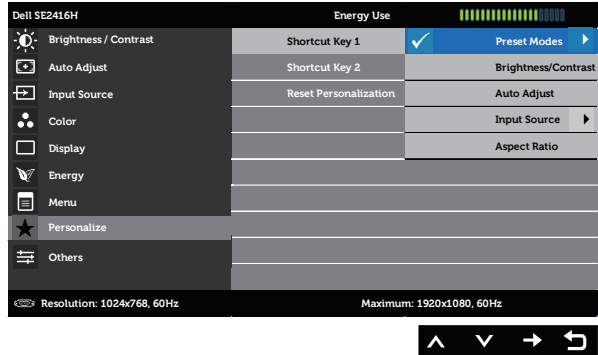 Dell SE2416H Energy Use
Brightness / Contrast Shortcut Key 1 Preset Modes
Auto Adjust Shortcut Key 2 Brightness/Contrast
Input Source Reset Personalization Auto Adjust
Color Input Source
Display Aspect Ratio
Energy
Menu
Personalize
Others
Resolution: 1024x768, 60Hz Maximum: 1920x1080, 60Hz